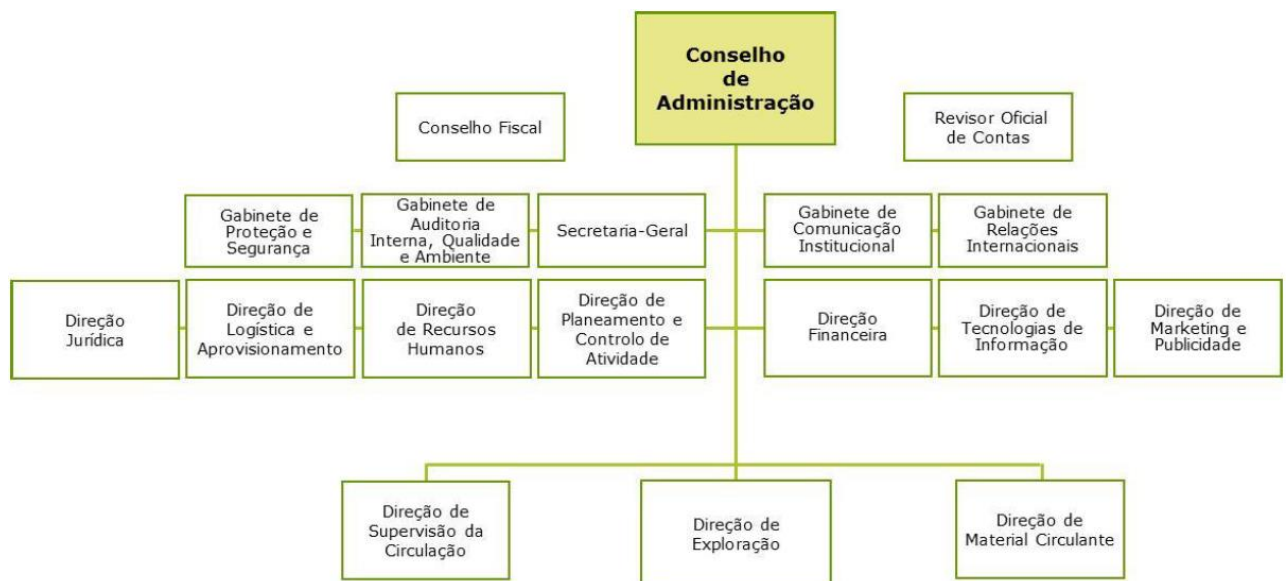 Conselho
de
Administração
Conselho Fiscal
Revisor Oficial
de Contas
Gabinete de
Proteção e
Segurança
Gabinete de
Auditoria
Interna, Qualidade
e Ambiente
Secretaria-Geral
Gabinete de
Comunicação
Institucional
Gabinete de
Relações
Internacionais
Direção
Jurídica
Direção de
Logística e
Aprovisionamento
Direção
de Recursos
Humanos
Direção de
Planeamento e
Controlo de
Atividade
Direção
Financeira
Direção de
Tecnologias de
Informação
Direção de
Marketing e
Publicidade
Direção de
Supervisão da
Circulação
Direção de
Exploração
Direção de
Material Circulante